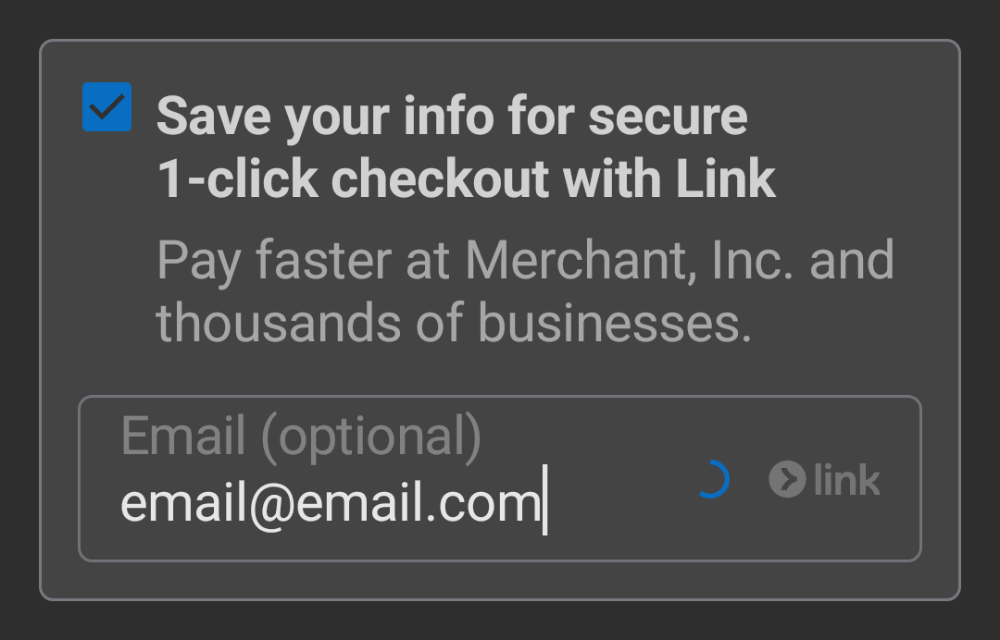 Save your info for secure
1-click checkout with Link
Pay faster at Merchant, Inc. and
thousands of businesses.
Email (optional)
email@email.com
link